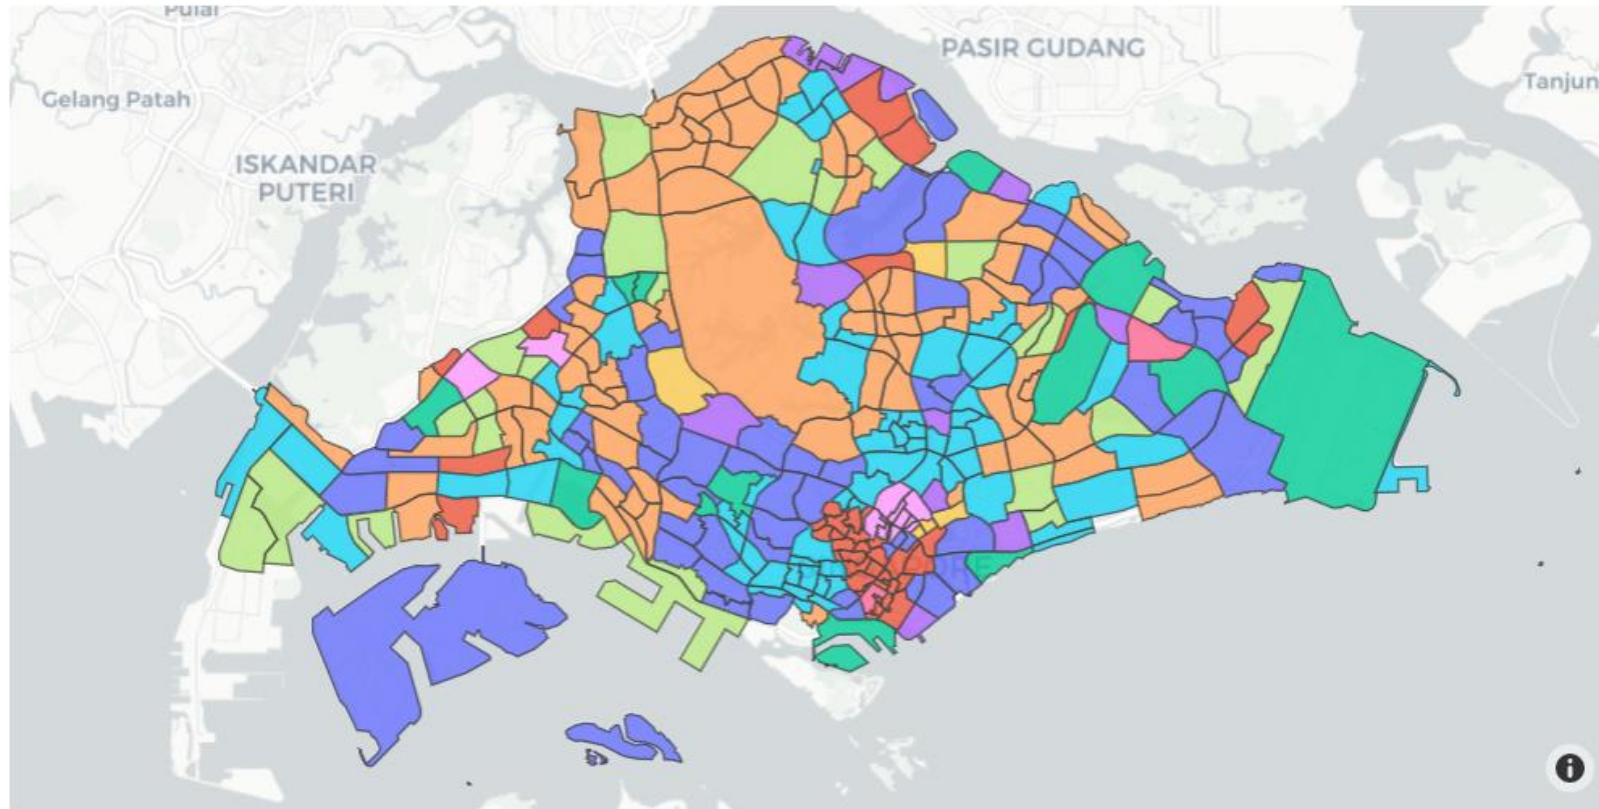 Pulai
PASIR GUDANG
Gelang Patah
Tanjun
ISKANDAR
PUTERI